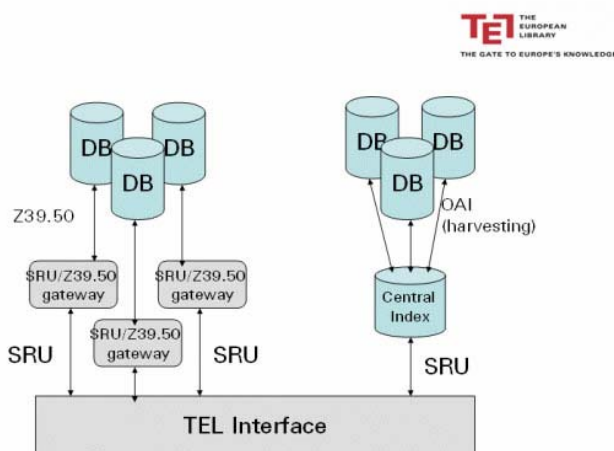 TEL THE
EUROPEAN
LIBRARY
THE GATE TO EUROPE'S KNOWLEDGE
DB
DB
DB
DB
DB
DB
Z39.50
OAI
(harvesting)
SRU/Z39.50
gateway
SRU/Z39.50
gateway
SRU/Z39.50
gateway
Central
Index
SRU
SRU
SRU
TEL Interface